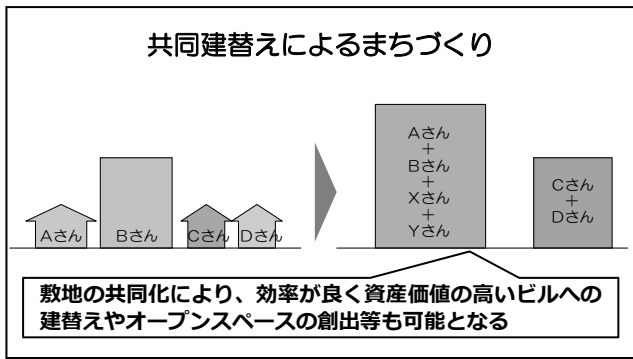 共同建替えによるまちづくり
Aさん
Bさん
Cさん
Dさん
Aさん
+
Bさん
+
Xさん
+
Yさん
Cさん
+
Dさん
敷地の共同化により、効率が良く資産価値の高いビルへの
建替えやオープンスペースの創出等も可能となる